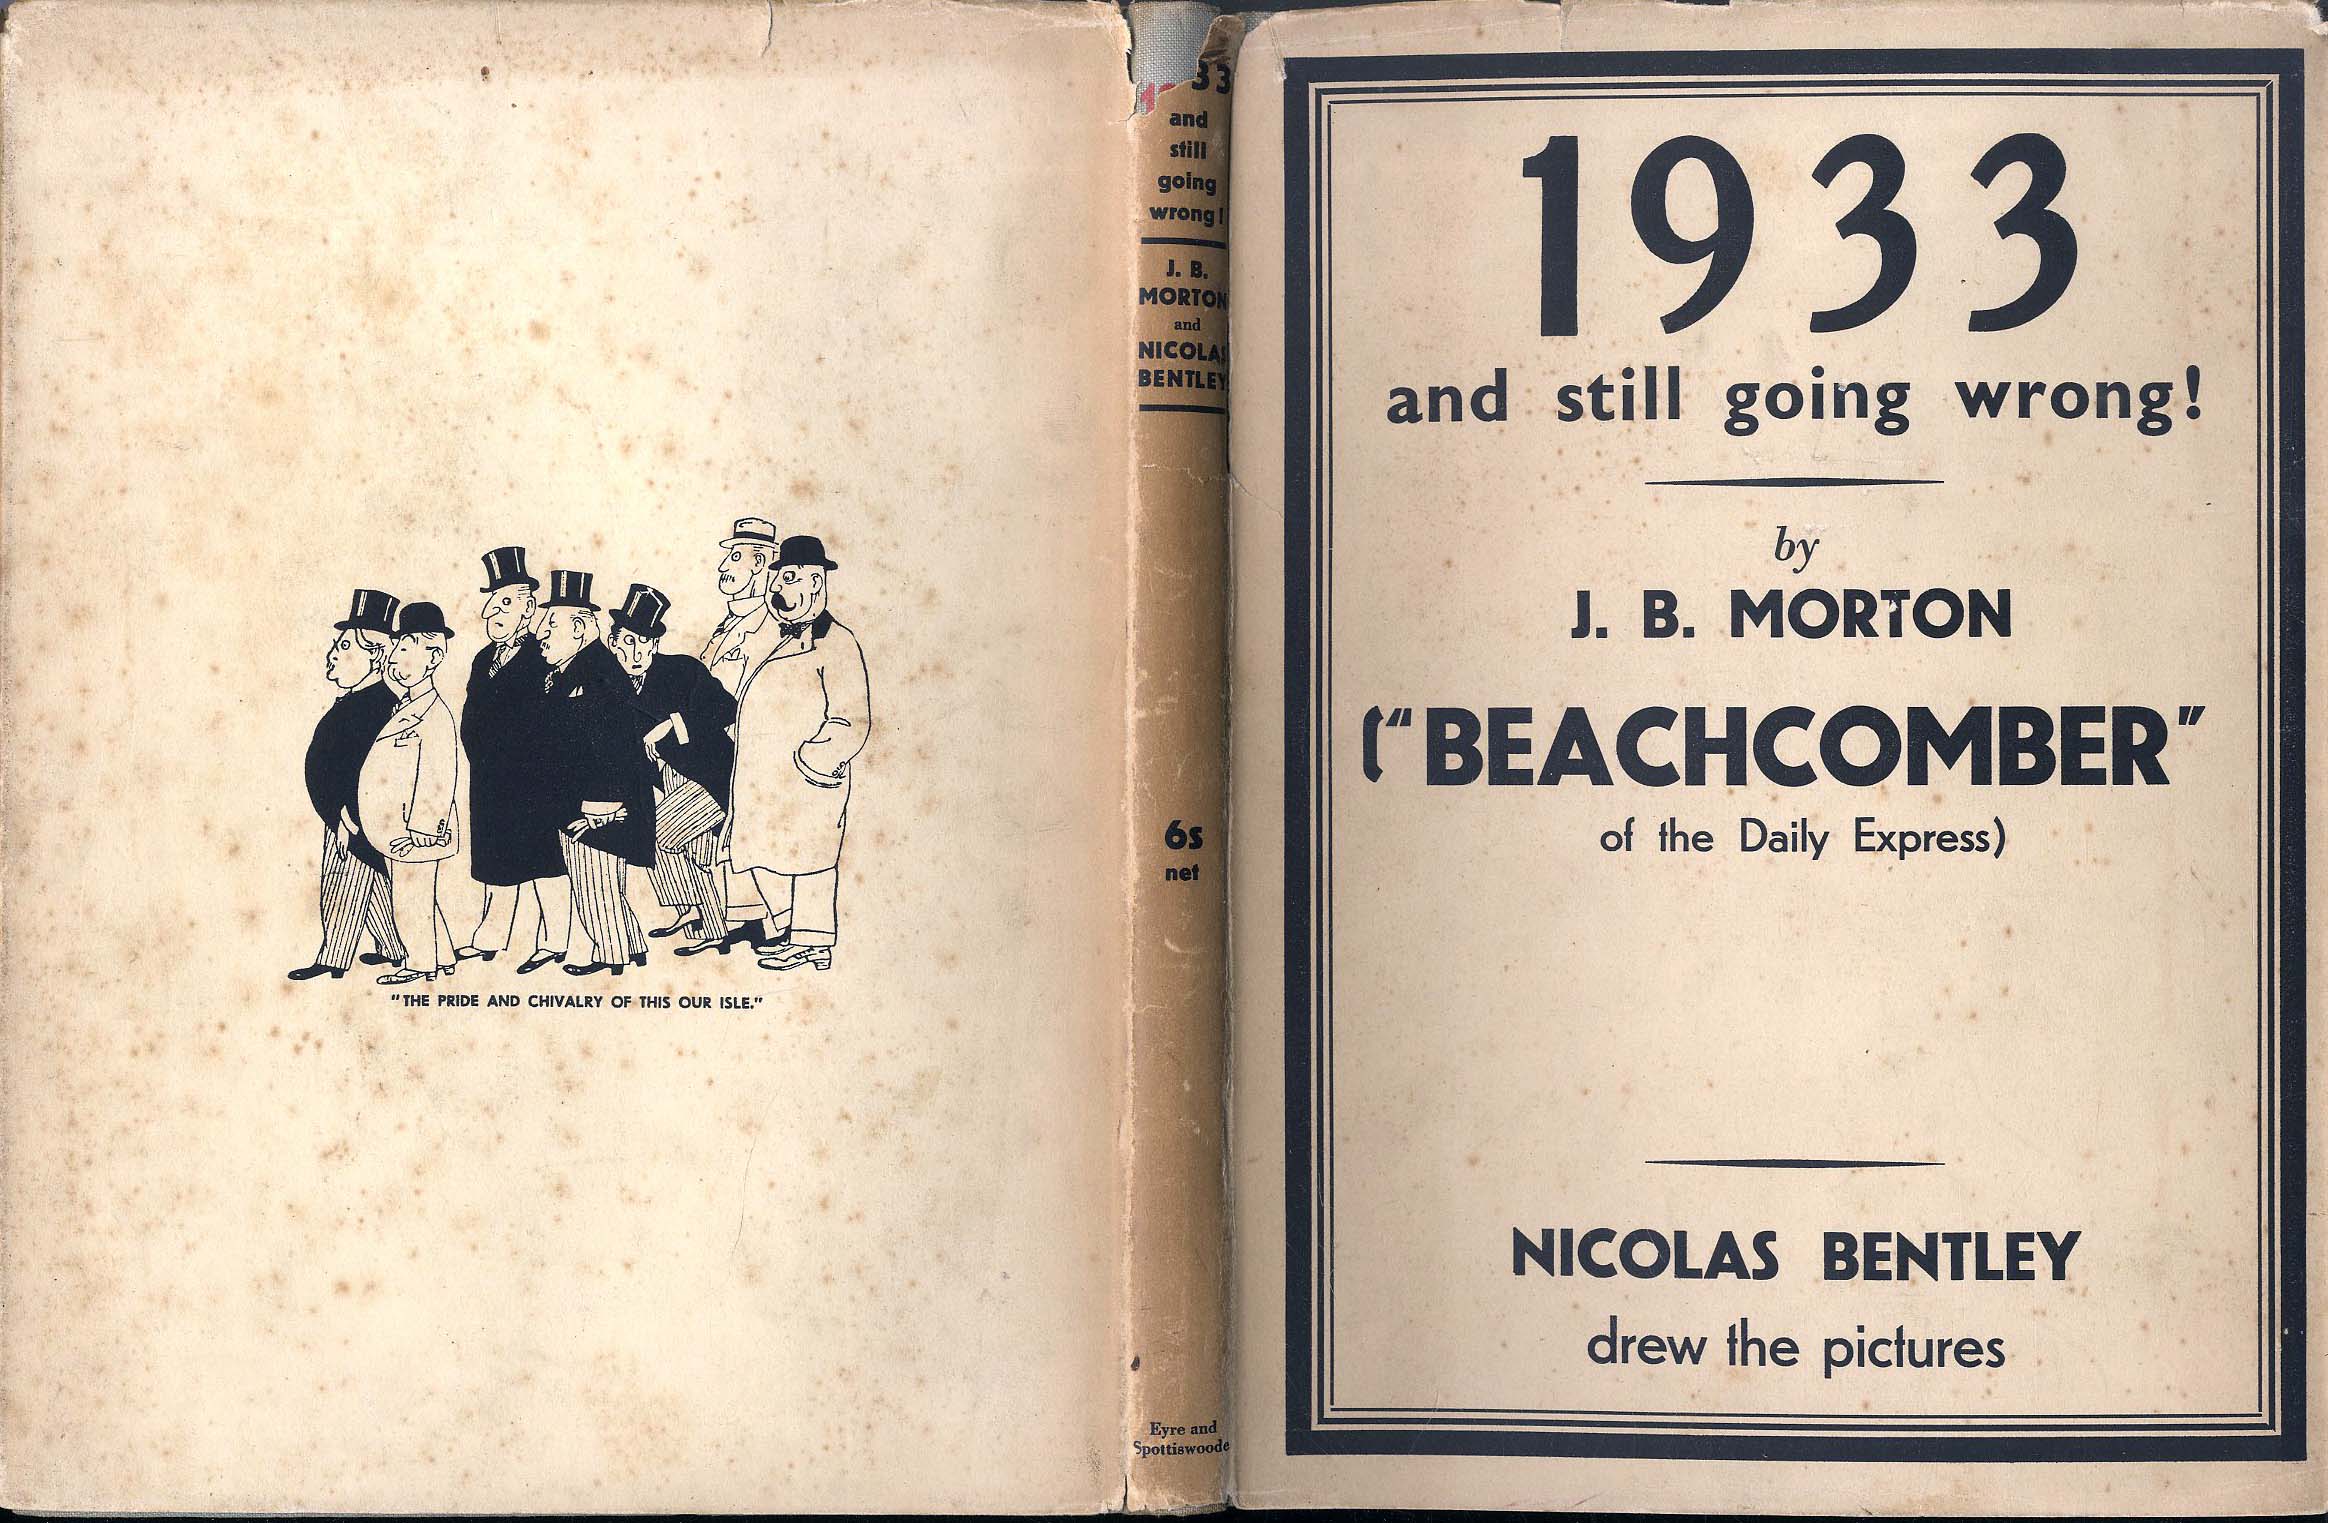 "THE PRIDE AND CHIVALRY OF THIS OUR ISLE."
33
and
still
going
wrong!
J. B.
MORTON
and
NICOLAS
BENTLEY
6s
net
Eyre and
Spottiswoode
1933
and still going wrong!
by
J. B. MORTON
("BEACHCOMBER"
of the Daily Express)
NICOLAS BENTLEY
drew the pictures